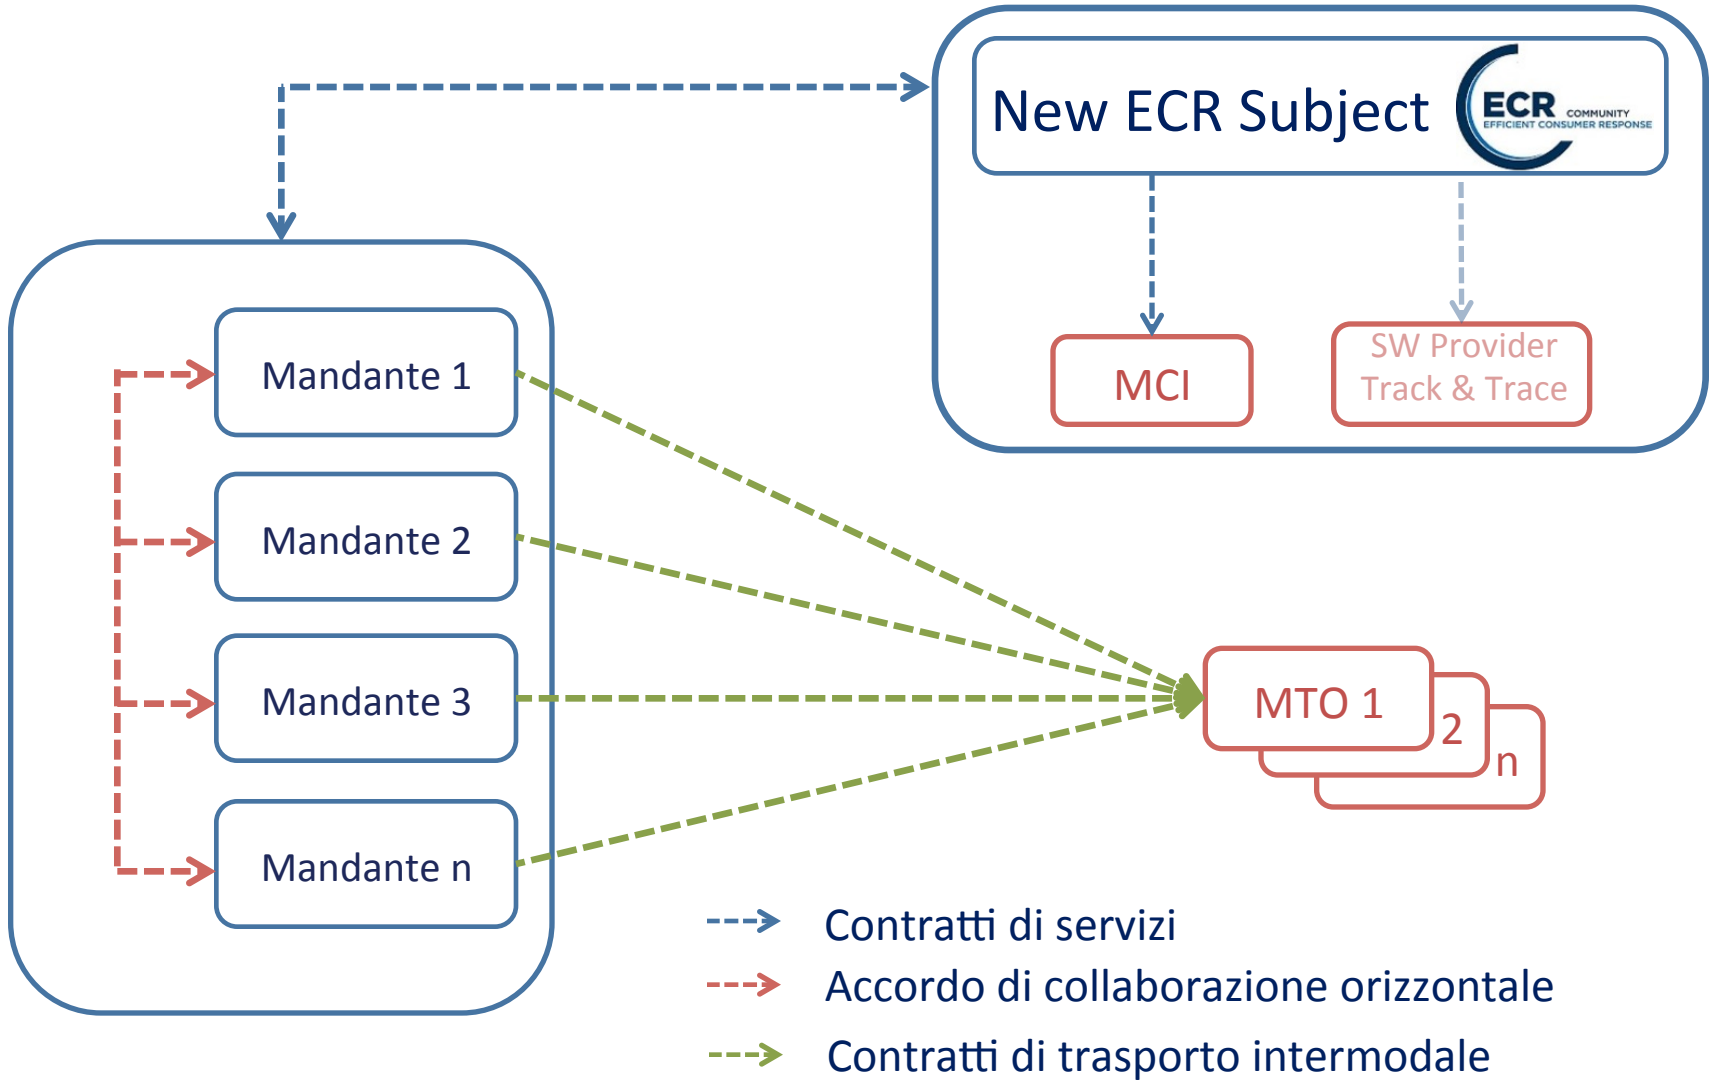 New ECR Subject
ECR COMMUNITY
EFFICIENT CONSUMER RESPONSE
MCI
SW Provider
Track & Trace
Mandante 1
Mandante 2
Mandante 3
Mandante n
MTO 1
2
n
Contratti di servizi
Accordo di collaborazione orizzontale
Contratti di trasporto intermodale